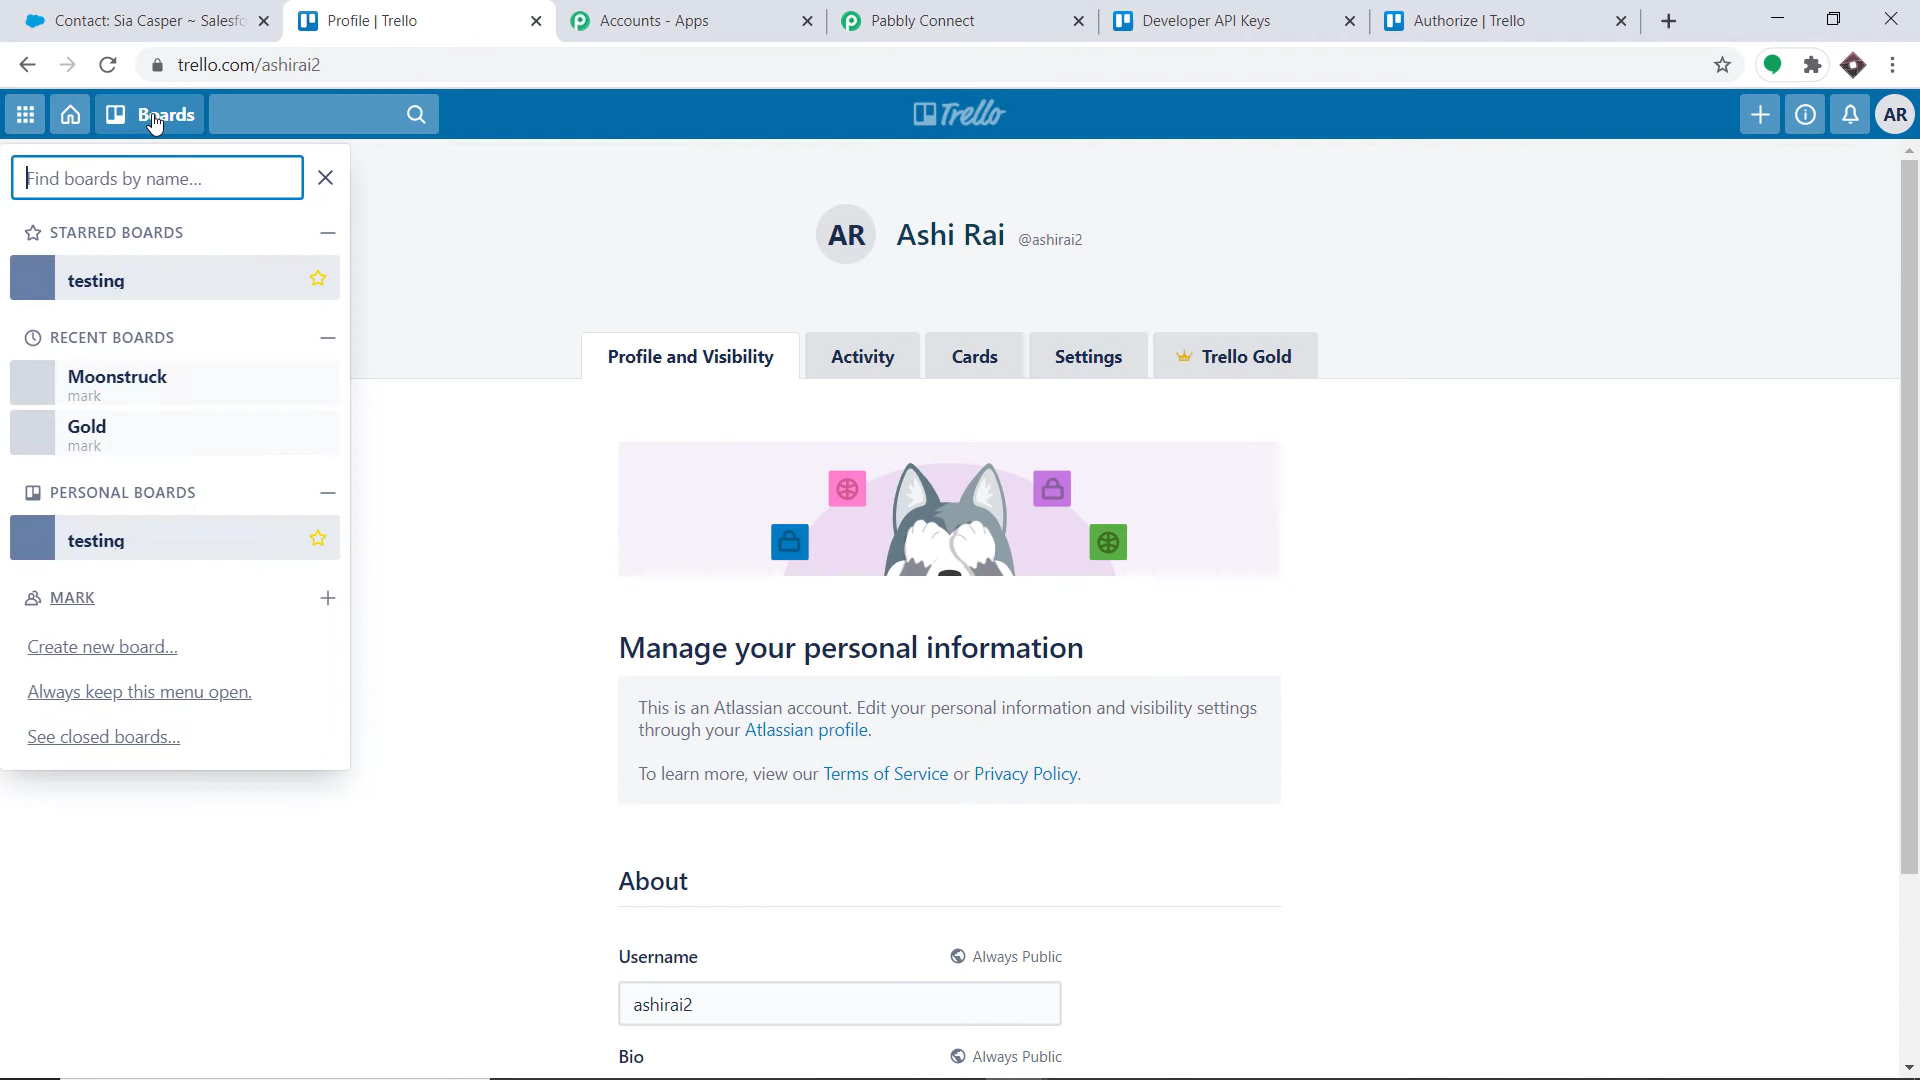 Contact: Sia Casper ~ Salesfo
Profile | Trello
Accounts - Apps
Pabbly Connect
Developer API Keys
Authorize | Trello
trello.com/ashirai2
Boards
Trello
AR
Find boards by name...
STARRED BOARDS
testing
RECENT BOARDS
Moonstruck
mark
Gold
mark
PERSONAL BOARDS
testing
MARK
Create new board...
Always keep this menu open.
See closed boards...
AR Ashi Rai @ashirai2
Profile and Visibility
Activity
Cards
Settings
Trello Gold
Manage your personal information
This is an Atlassian account. Edit your personal information and visibility settings
through your Atlassian profile.
To learn more, view our Terms of Service or Privacy Policy.
About
Username
Always Public
ashirai2
Bio
Always Public